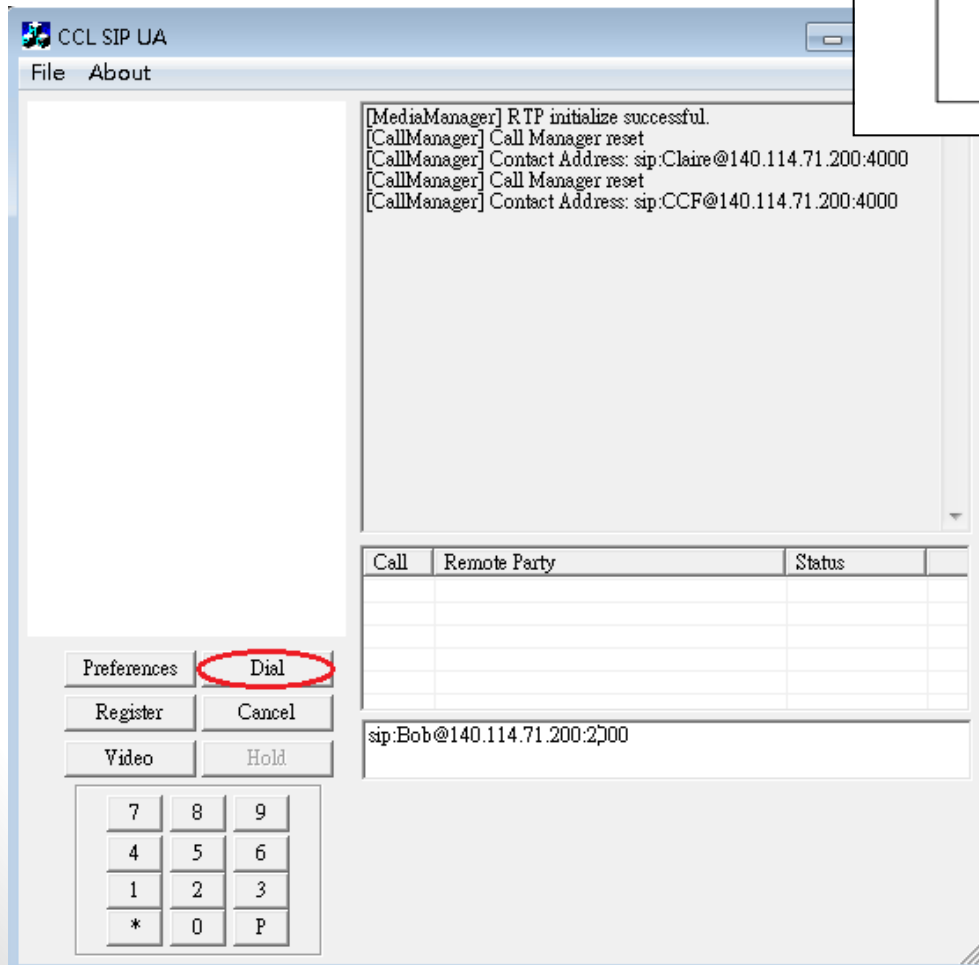 CCL SIP UA
File About
[MediaManager] RTP initialize successful.
[CallManager] Call Manager reset
[CallManager] Contact Address: sip:Claire@140.114.71.200:4000
[CallManager] Call Manager reset
[CallManager] Contact Address: sip:CCF@140.114.71.200:4000
Call Remote Party Status
Preferences Dial
Register Cancel
Video Hold
sip:Bob@140.114.71.200:2000
7 8 9
4 5 6
1 2 3
* 0 P